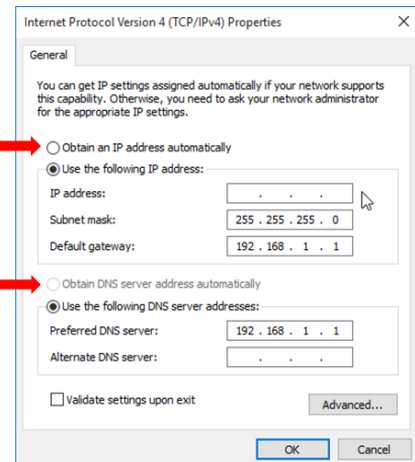 Internet Protocol Version 4 (TCP/IPv4) Properties
General
You can get IP settings assigned automatically if your network supports
this capability. Otherwise, you need to ask your network administrator
for the appropriate IP settings.
Obtain an IP address automatically
Use the following IP address:
IP address: . . .
Subnet mask: 255 . 255 . 255 . 0
Default gateway: 192 . 168 . 1 . 1
Obtain DNS server address automatically
Use the following DNS server addresses:
Preferred DNS server: 192 . 168 . 1 . 1
Alternate DNS server: . . .
Validate settings upon exit
Advanced...
OK Cancel